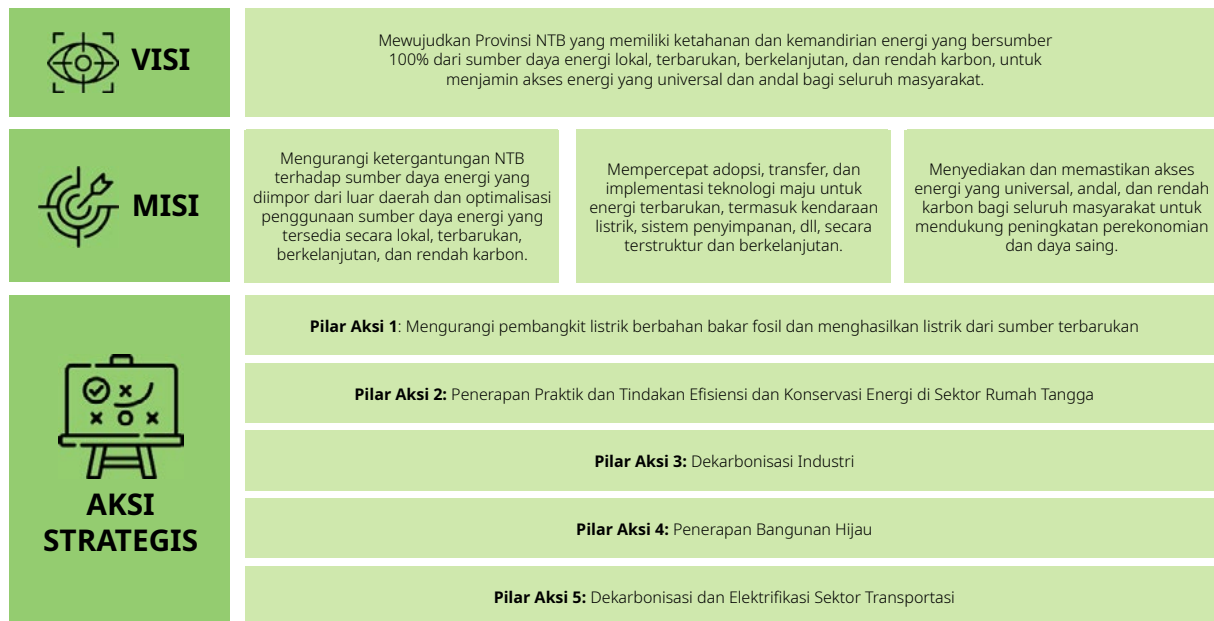 VISI
Mewujudkan Provinsi NTB yang memiliki ketahanan dan kemandirian energi yang bersumber
100% dari sumber daya energi lokal, terbarukan, berkelanjutan, dan rendah karbon, untuk
menjamin akses energi yang universal dan andal bagi seluruh masyarakat.
MISI
Mengurangi ketergantungan NTB
terhadap sumber daya energi yang
diimpor dari luar daerah dan optimalisasi
penggunaan sumber daya energi yang
tersedia secara lokal, terbarukan,
berkelanjutan, dan rendah karbon.
Mempercepat adopsi, transfer, dan
implementasi teknologi maju untuk
energi terbarukan, termasuk kendaraan
listrik, sistem penyimpanan, dll, secara
terstruktur dan berkelanjutan.
Menyediakan dan memastikan akses
energi yang universal, andal, dan rendah
karbon bagi seluruh masyarakat untuk
mendukung peningkatan perekonomian
dan daya saing.
AKSI
STRATEGIS
Pilar Aksi 1: Mengurangi pembangkit listrik berbahan bakar fosil dan menghasilkan listrik dari sumber terbarukan
Pilar Aksi 2: Penerapan Praktik dan Tindakan Efisiensi dan Konservasi Energi di Sektor Rumah Tangga
Pilar Aksi 3: Dekarbonisasi Industri
Pilar Aksi 4: Penerapan Bangunan Hijau
Pilar Aksi 5: Dekarbonisasi dan Elektrifikasi Sektor Transportasi